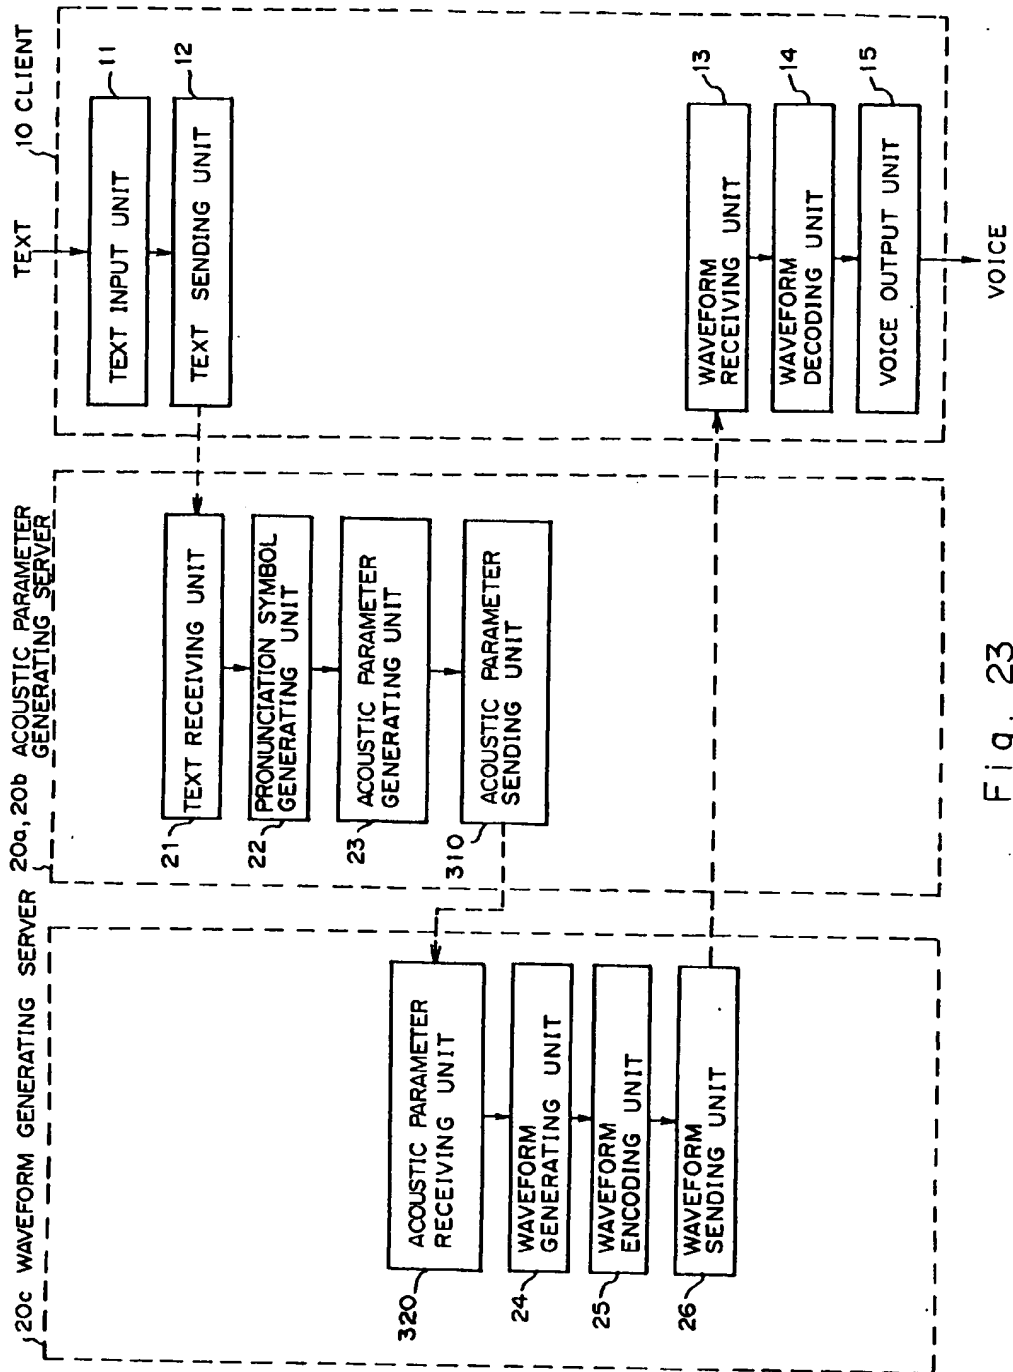 20c WAVEFORM GENERATING SERVER
320
ACOUSTIC PARAMETER
RECEIVING UNIT
24
WAVEFORM
GENERATING UNIT
25
WAVEFORM
ENCODING UNIT
26
WAVEFORM
SENDING UNIT
20a, 20b ACOUSTIC PARAMETER
GENERATING SERVER
21
TEXT RECEIVING UNIT
22
PRONUNCIATION SYMBOL
GENERATING UNIT
23
ACOUSTIC PARAMETER
GENERATING UNIT
310
ACOUSTIC PARAMETER
SENDING UNIT
TEXT
10 CLIENT
TEXT INPUT UNIT
11
TEXT SENDING UNIT
12
WAVEFORM
RECEIVING UNIT
13
WAVEFORM
DECODING UNIT
14
VOICE OUTPUT UNIT
15
VOICE
Fig. 23